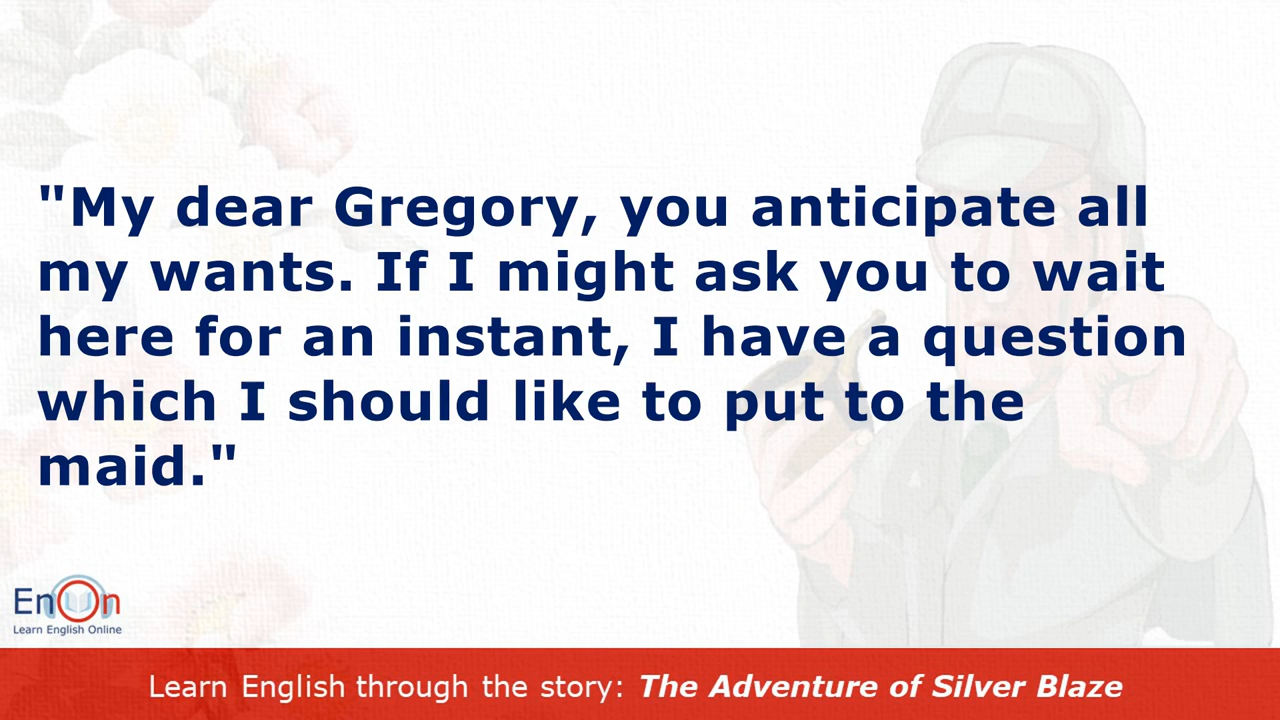 "My dear Gregory, you anticipate all
my wants. If I might ask you to wait
here for an instant, I have a question
which I should like to put to the
maid."
EnOn
Learn English Online
Learn English through the story: The Adventure of Silver Blaze